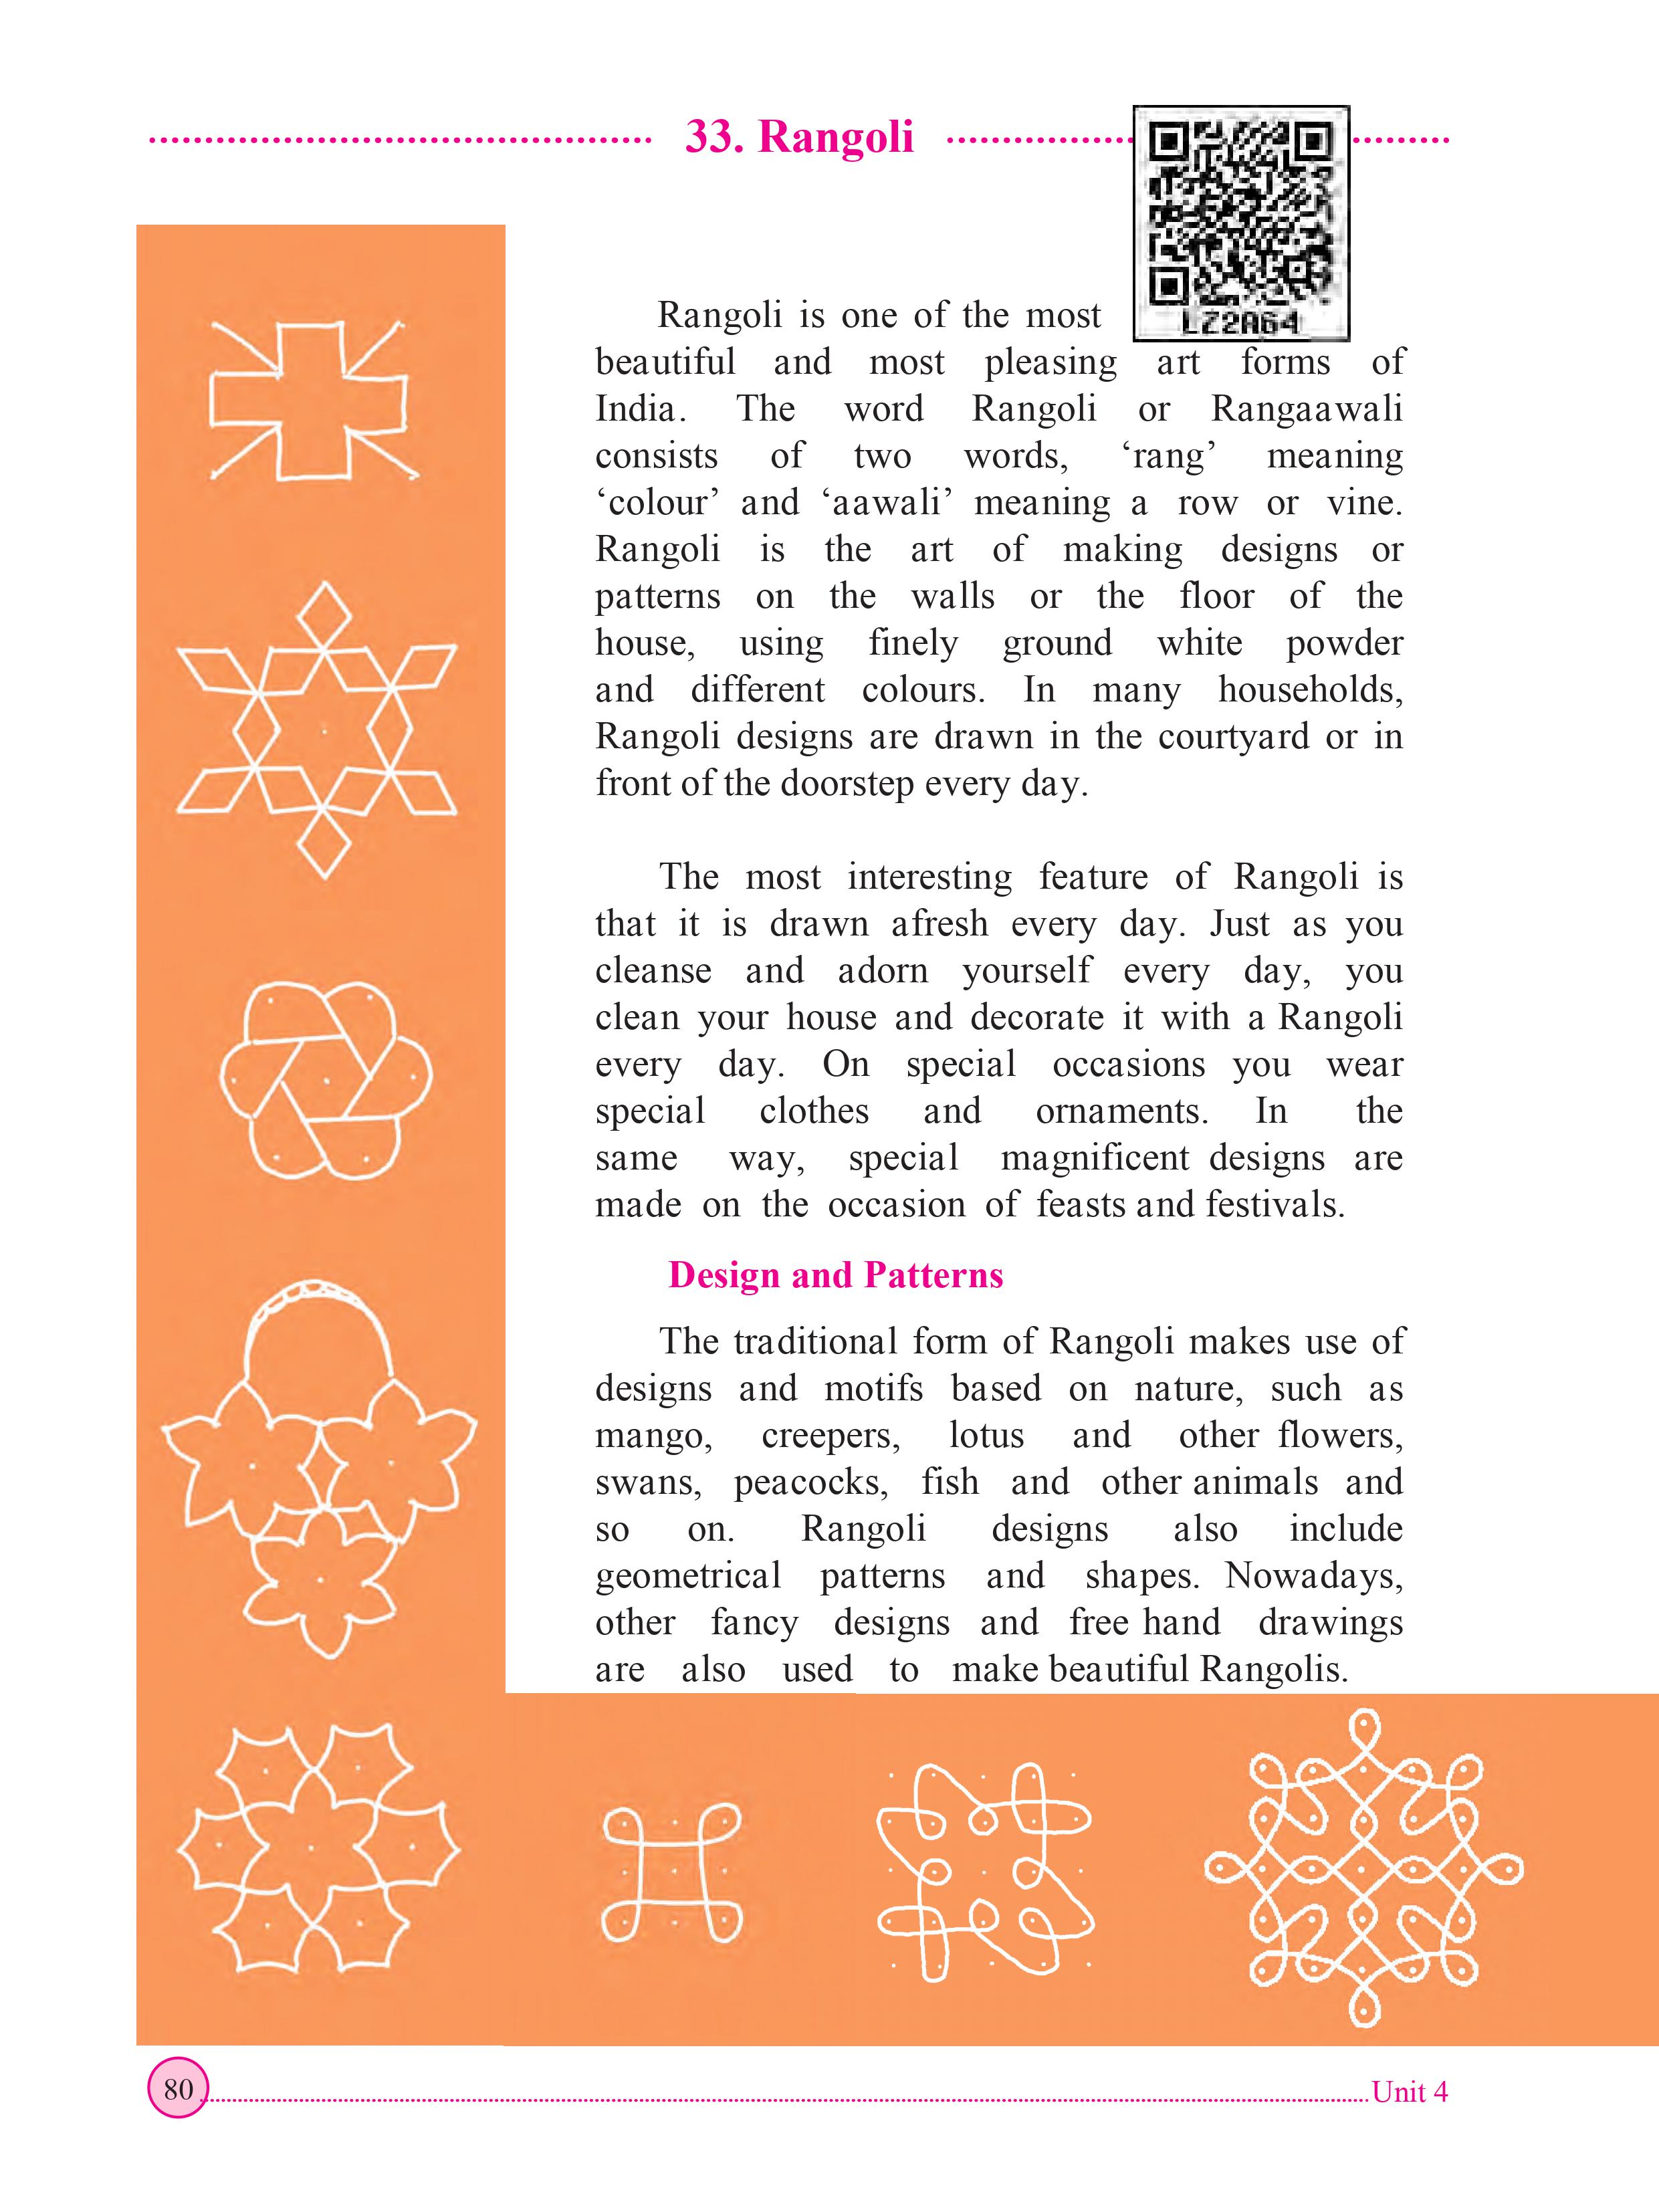 33. Rangoli
LZ2A64
Rangoli is one of the most
beautiful and most pleasing art forms of
India. The word Rangoli or Rangaawali
consists of two words, ‘rang’ meaning
‘colour’ and ‘aawali’ meaning a row or vine.
Rangoli is the art of making designs or
patterns on the walls or the floor of the
house, using finely ground white powder
and different colours. In many households,
Rangoli designs are drawn in the courtyard or in
front of the doorstep every day.
The most interesting feature of Rangoli is
that it is drawn afresh every day. Just as you
cleanse and adorn yourself every day, you
clean your house and decorate it with a Rangoli
every day. On special occasions you wear
special clothes and ornaments. In the
same way, special magnificent designs are
made on the occasion of feasts and festivals.
Design and Patterns
The traditional form of Rangoli makes use of
designs and motifs based on nature, such as
mango, creepers, lotus and other flowers,
swans, peacocks, fish and other animals and
so on. Rangoli designs also include
geometrical patterns and shapes. Nowadays,
other fancy designs and free hand drawings
are also used to make beautiful Rangolis.
80
Unit 4